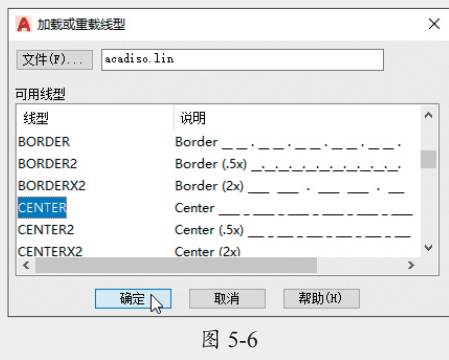 加载或重载线型
文件(F)... acadiso.lin
可用线型
线型 说明
BORDER Border __ __ . __ __ . __ __ . __ __ .
BORDER2 Border (.5x) __.__.__.__.__.__.__.__.__.
BORDERX2 Border (2x) ____ ____ . ____ ____ . __
CENTER Center ____ _ ____ _ ____ _ ____ _ ____
CENTER2 Center (.5x) ___ _ ___ _ ___ _ ___ _ ___
CENTERX2 Center (2x)
确定 取消 帮助(H)
图 5-6